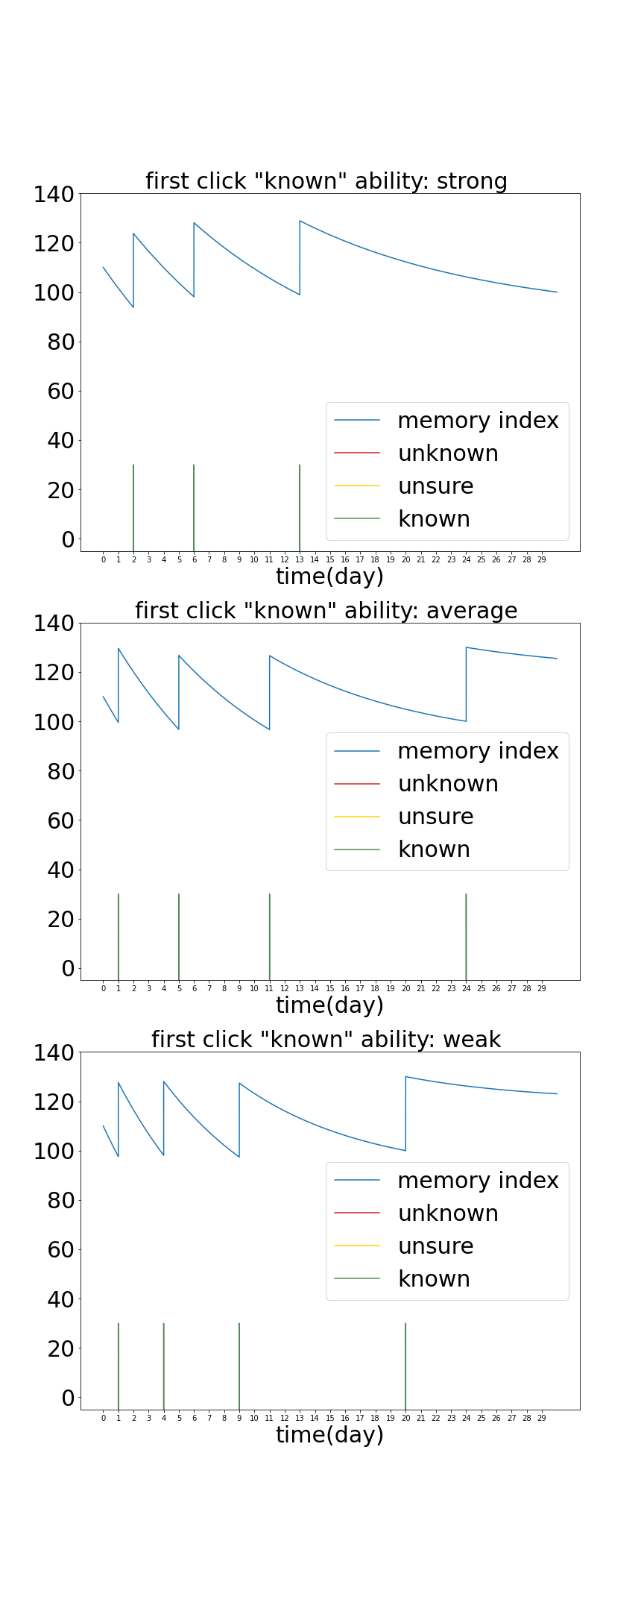 first click "known" ability: strong
140
120
100
80
60
40
20
0
memory index
unknown
unsure
known
0 1 2 3 4 5 6 7 8 9 10 11 12 13 14 15 16 17 18 19 20 21 22 23 24 25 26 27 28 29
time(day)
first click "known" ability: average
140
120
100
80
60
40
20
0
memory index
unknown
unsure
known
0 1 2 3 4 5 6 7 8 9 10 11 12 13 14 15 16 17 18 19 20 21 22 23 24 25 26 27 28 29
time(day)
first click "known" ability: weak
140
120
100
80
60
40
20
0
memory index
unknown
unsure
known
0 1 2 3 4 5 6 7 8 9 10 11 12 13 14 15 16 17 18 19 20 21 22 23 24 25 26 27 28 29
time(day)